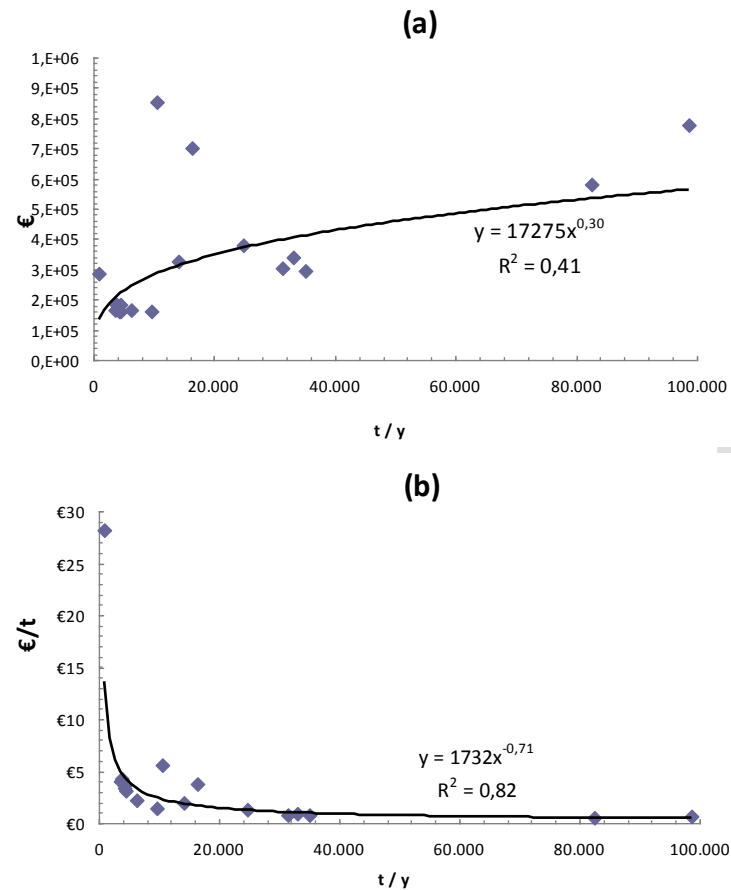 (a)
1,E+06
9,E+05
8,E+05
7,E+05
6,E+05
5,E+05
4,E+05
3,E+05
2,E+05
1,E+05
0,E+00
€
y = 17275x^0,30
R² = 0,41
0 20.000 40.000 60.000 80.000 100.000
t / y
(b)
€30
€25
€20
€15
€10
€5
€0
€/t
y = 1732x^-0,71
R² = 0,82
0 20.000 40.000 60.000 80.000 100.000
t / y